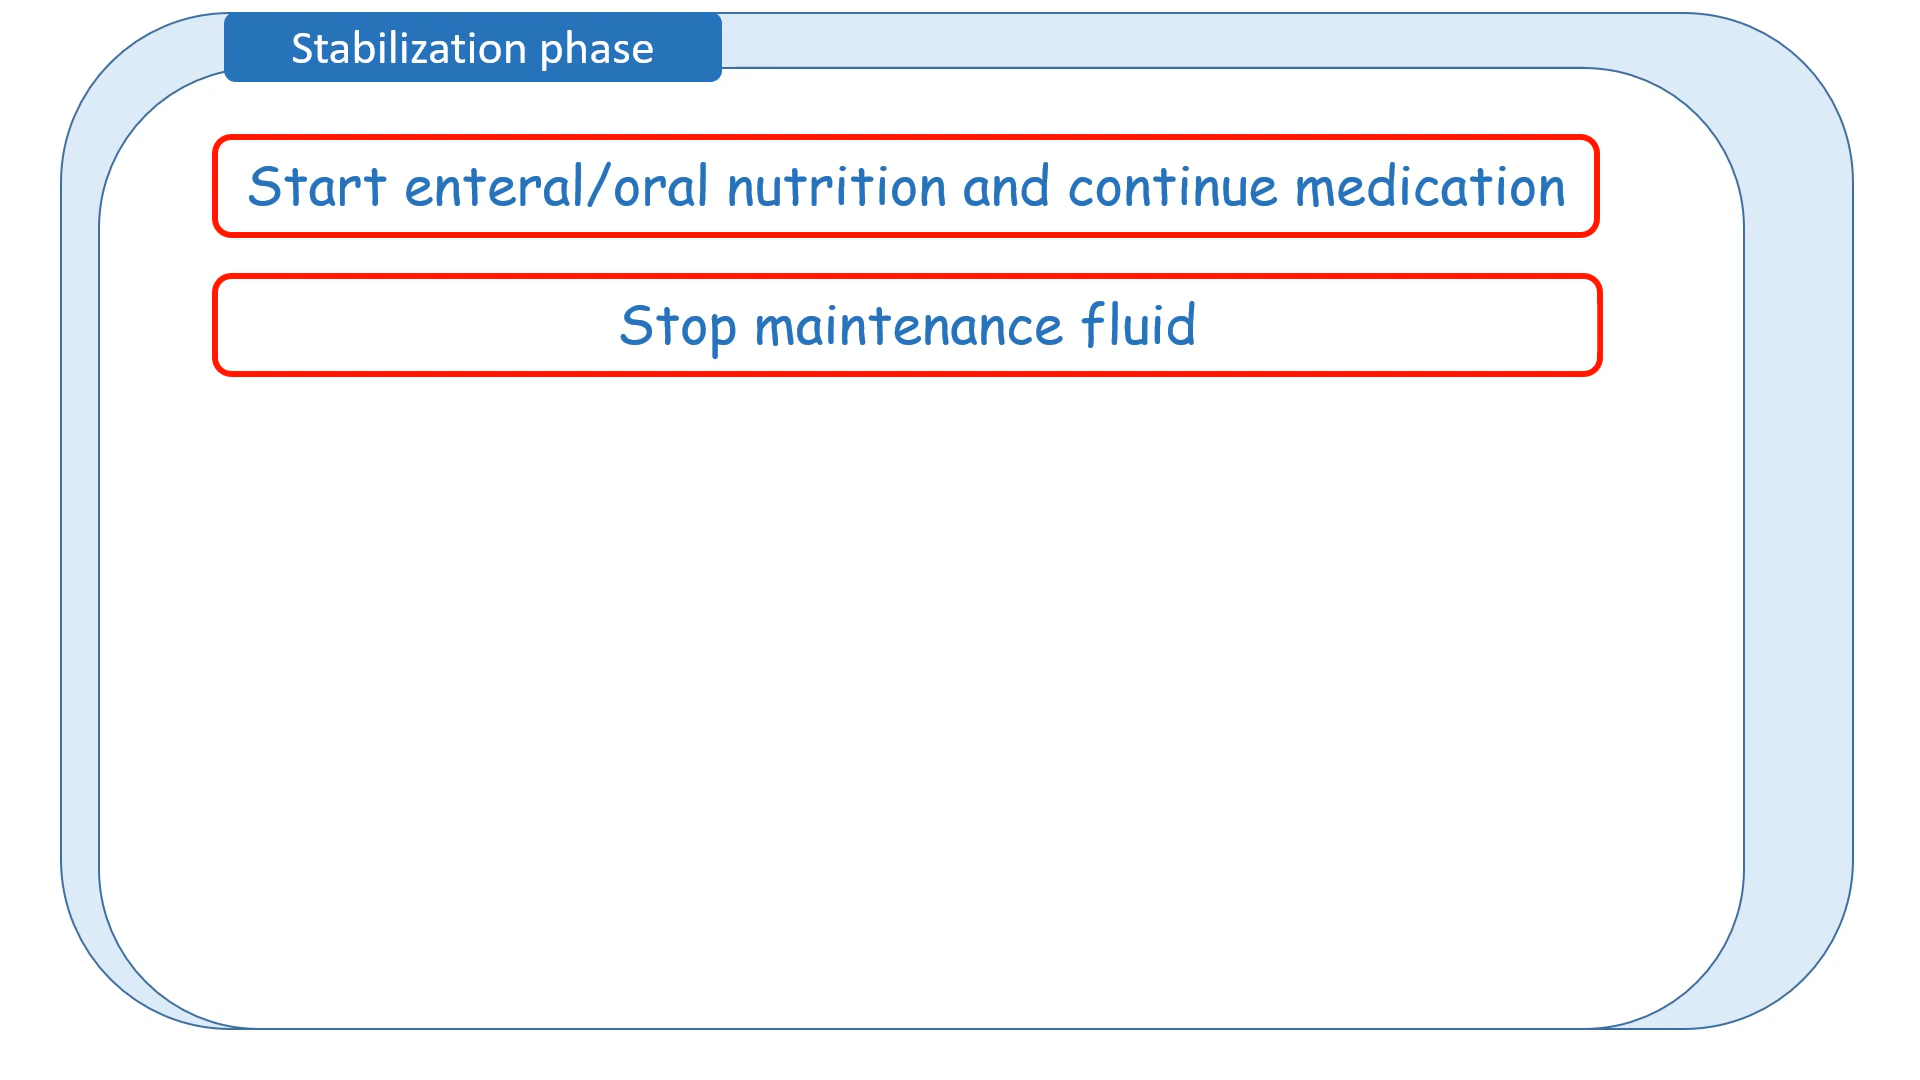 Stabilization phase
Start enteral/oral nutrition and continue medication
Stop maintenance fluid